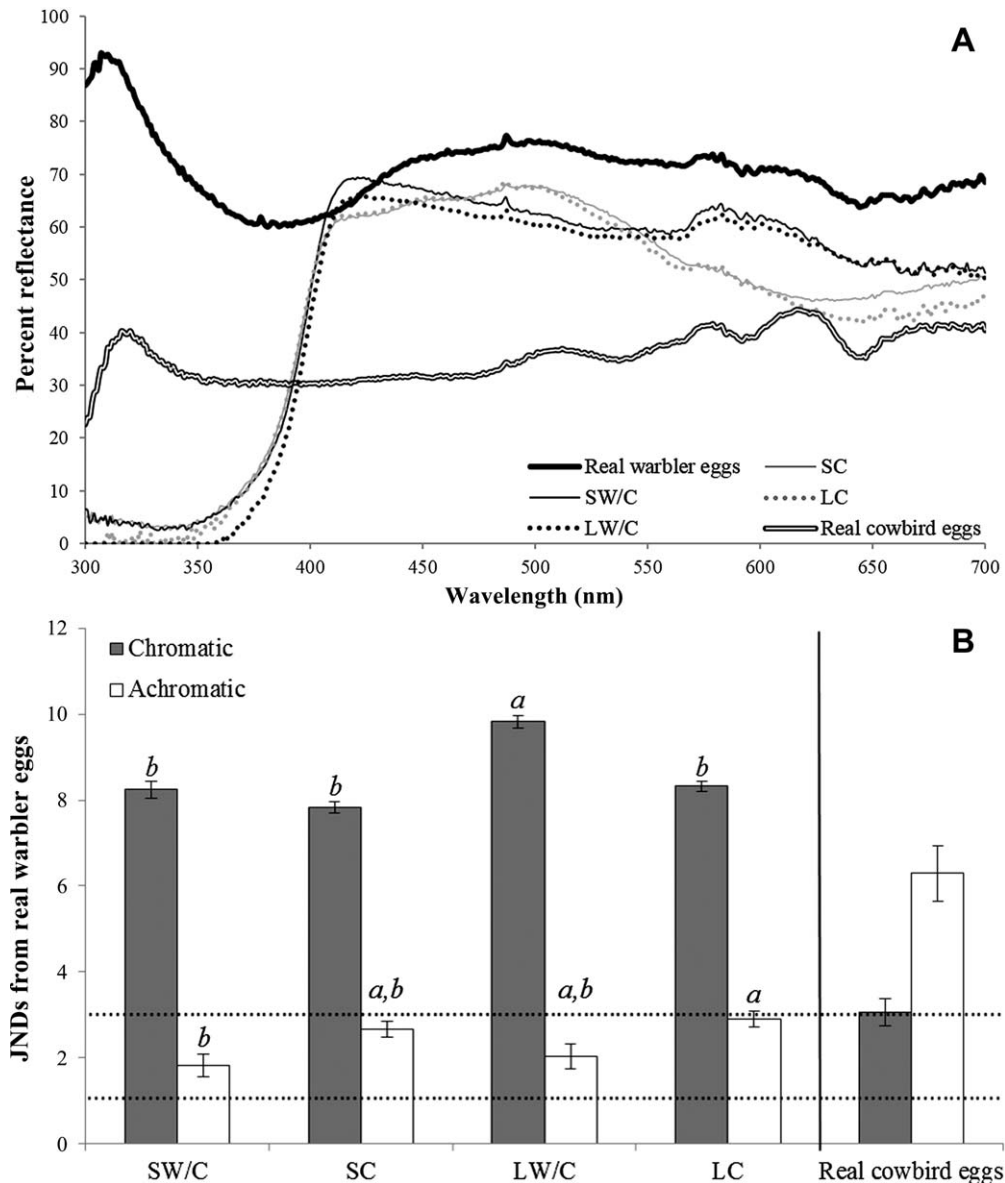 A
Percent reflectance
100
90
80
70
60
50
40
30
20
10
0
Real warbler eggs
SC
SW/C
LC
LW/C
Real cowbird eggs
300 350 400 450 500 550 600 650 700
Wavelength (nm)
B
JNDs from real warbler eggs
12
10
8
6
4
2
0
Chromatic
Achromatic
b
b
b
a,b
a
a,b
b
a
SW/C SC LW/C LC Real cowbird eggs